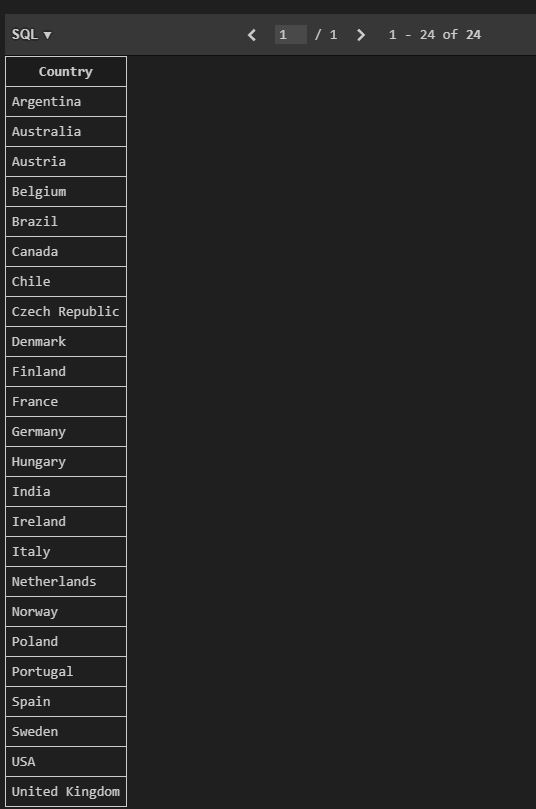 SQL ▼ 1 / 1 1 - 24 of 24
Country
Argentina
Australia
Austria
Belgium
Brazil
Canada
Chile
Czech Republic
Denmark
Finland
France
Germany
Hungary
India
Ireland
Italy
Netherlands
Norway
Poland
Portugal
Spain
Sweden
USA
United Kingdom